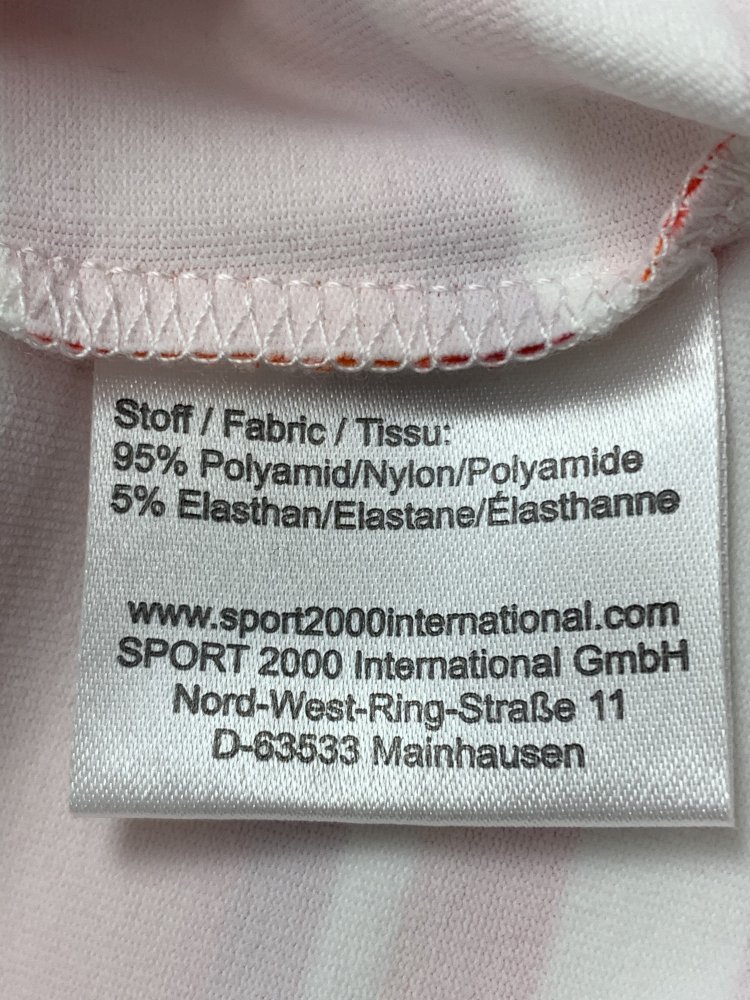 Stoff / Fabric / Tissu:
95% Polyamid/Nylon/Polyamide
5% Elasthan/Elastane/Élasthanne
www.sport2000international.com
SPORT 2000 International GmbH
Nord-West-Ring-Straße 11
D-63533 Mainhausen